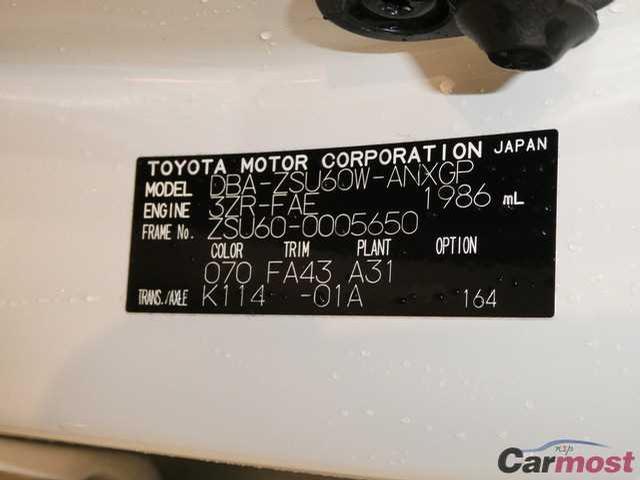 TOYOTA MOTOR CORPORATION JAPAN
MODEL DBA-ZSU60W-ANXGP
ENGINE 3ZR-FAE 1986 mL
FRAME No. ZSU60-0005650
COLOR TRIM PLANT OPTION
070 FA43 A31
TRANS./AXLE K114 -01A 164
Carmost